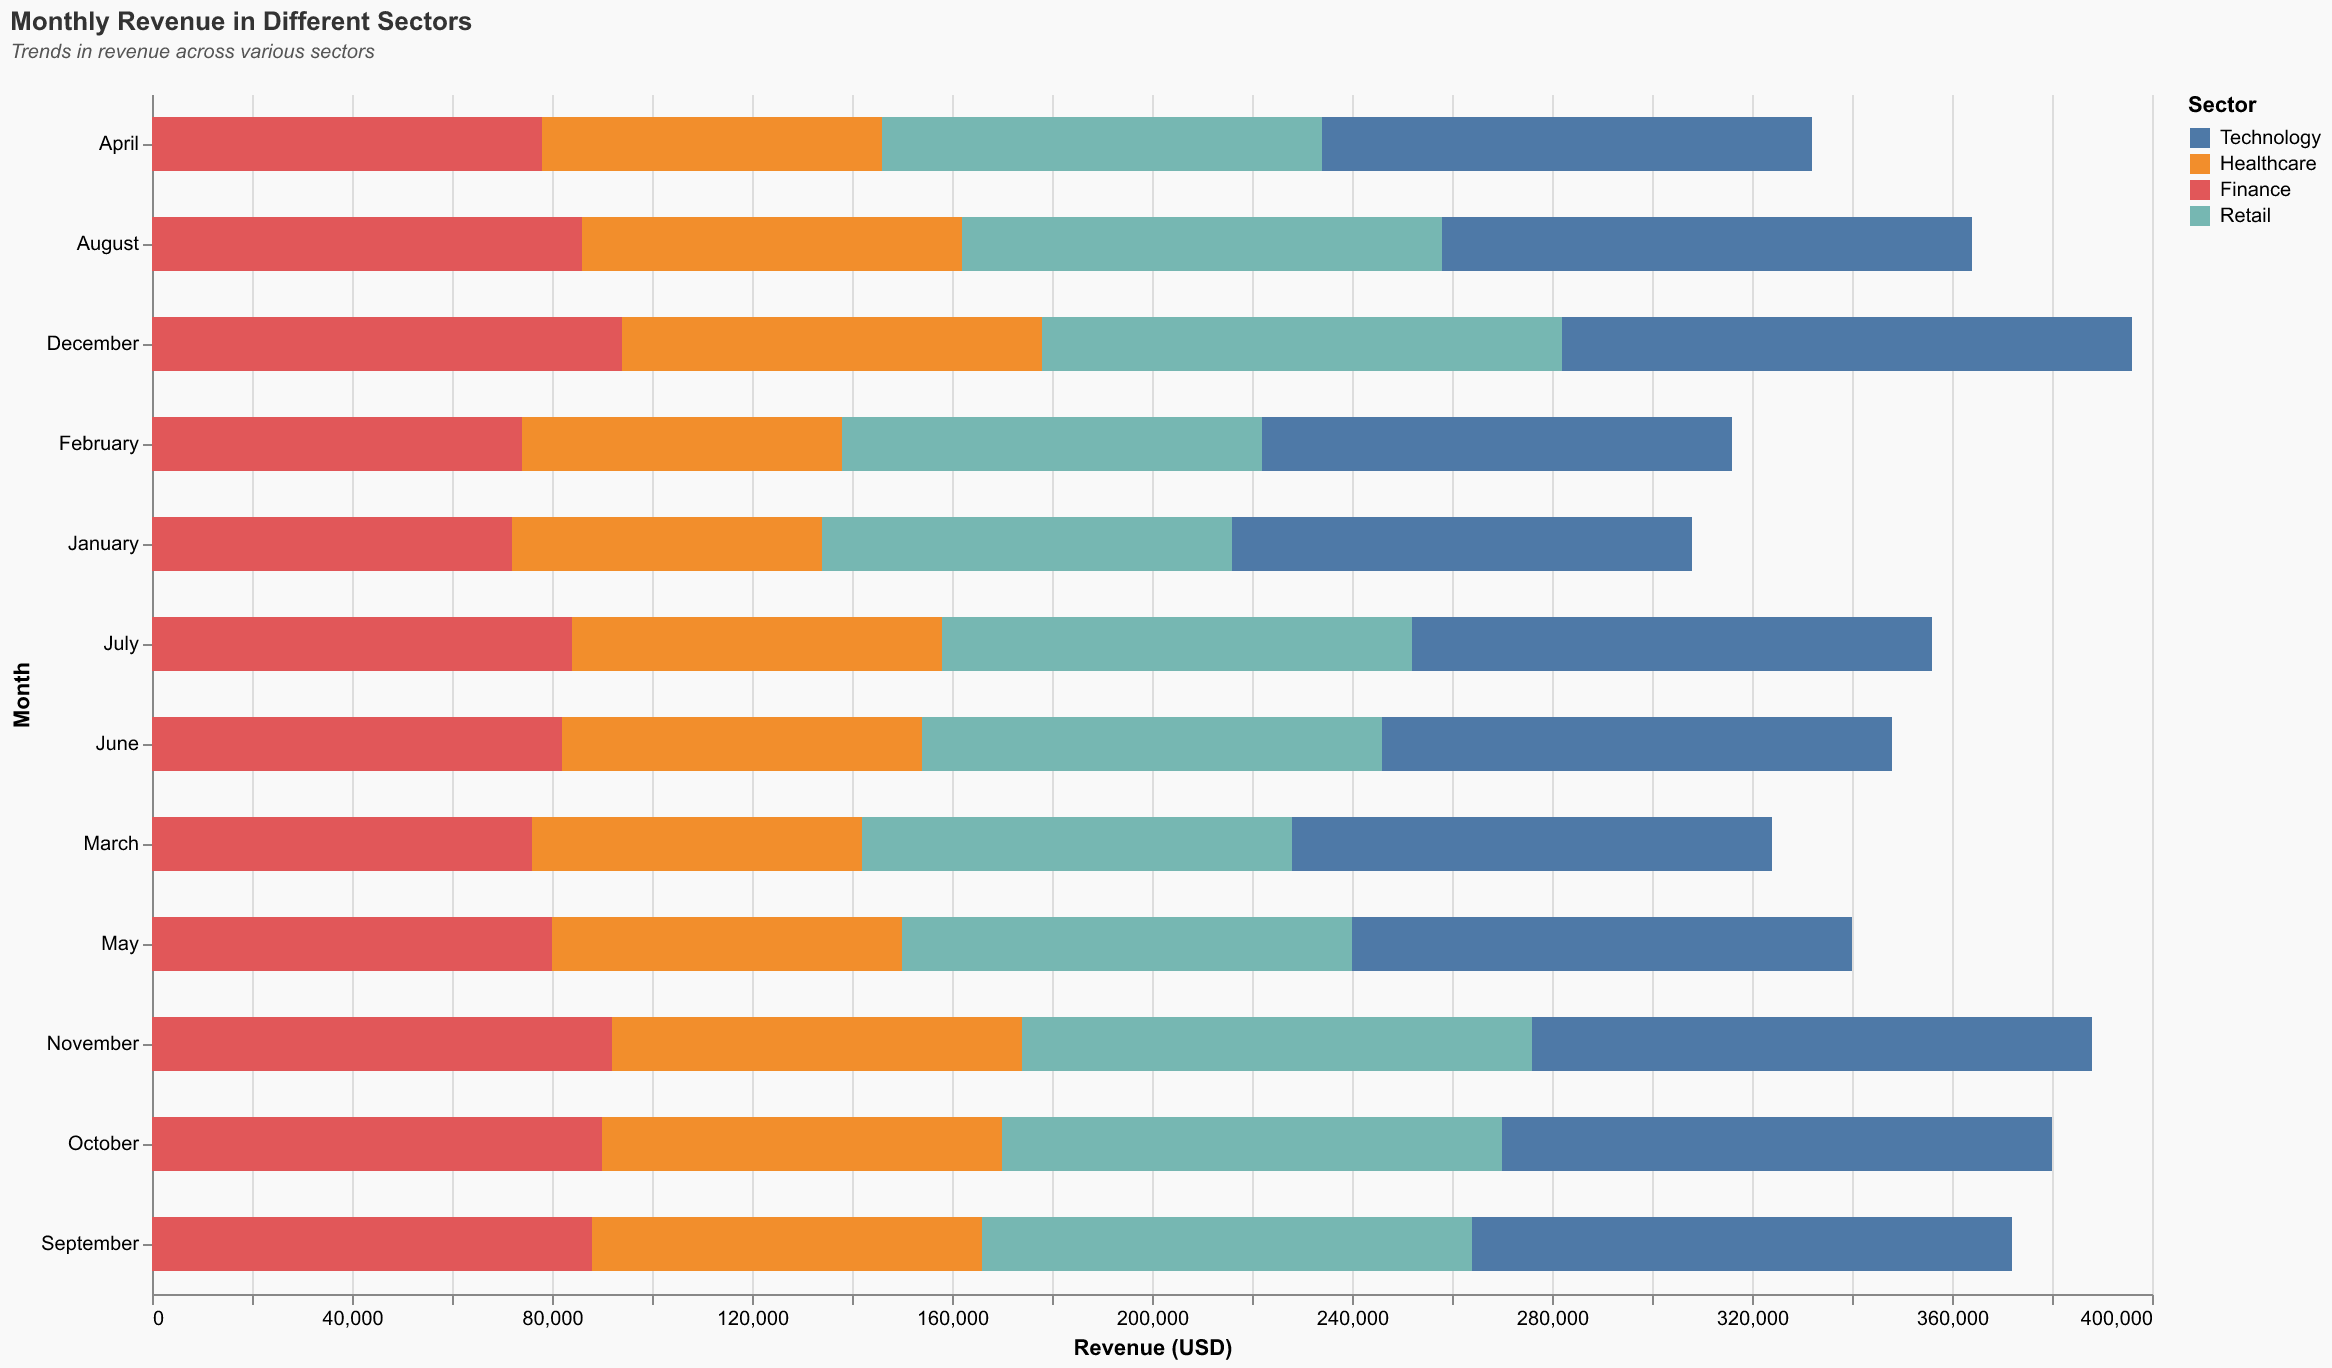 Monthly Revenue in Different Sectors
Trends in revenue across various sectors
Sector
Technology
Healthcare
Finance
Retail
Month
April
August
December
February
January
July
June
March
May
November
October
September
0 40,000 80,000 120,000 160,000 200,000 240,000 280,000 320,000 360,000 400,000
Revenue (USD)